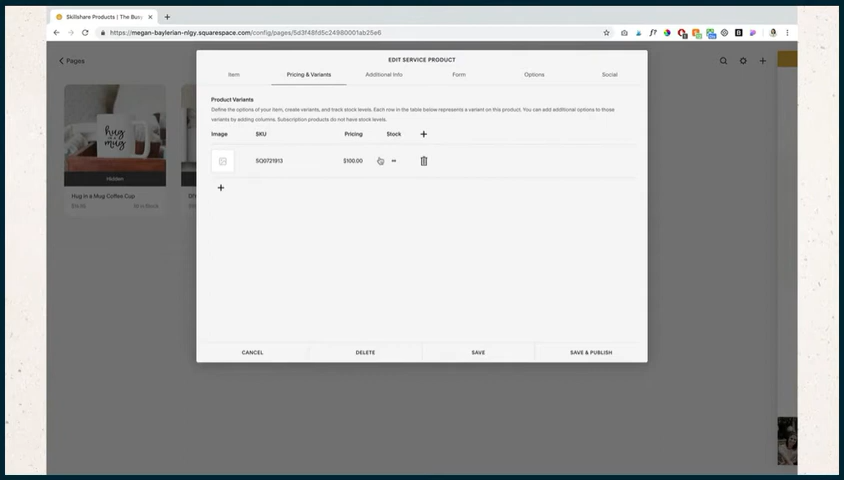 Skillshare Products | The Busy
https://megan-baylerian-nlgy.squarespace.com/config/pages/5d3f48fd5c24980001ab25e6
Pages
EDIT SERVICE PRODUCT
Item
Pricing & Variants
Additional Info
Form
Options
Social
Product Variants
Define the options of your item, create variants, and track stock levels. Each row in the table below represents a variant on this product. You can add additional options to those
variants by adding columns. Subscription products do not have stock levels.
Image
SKU
Pricing
Stock
SQ0721913
$100.00
∞
hug
in a
mug
Hidden
Hug in a Mug Coffee Cup
CANCEL
DELETE
SAVE
SAVE & PUBLISH